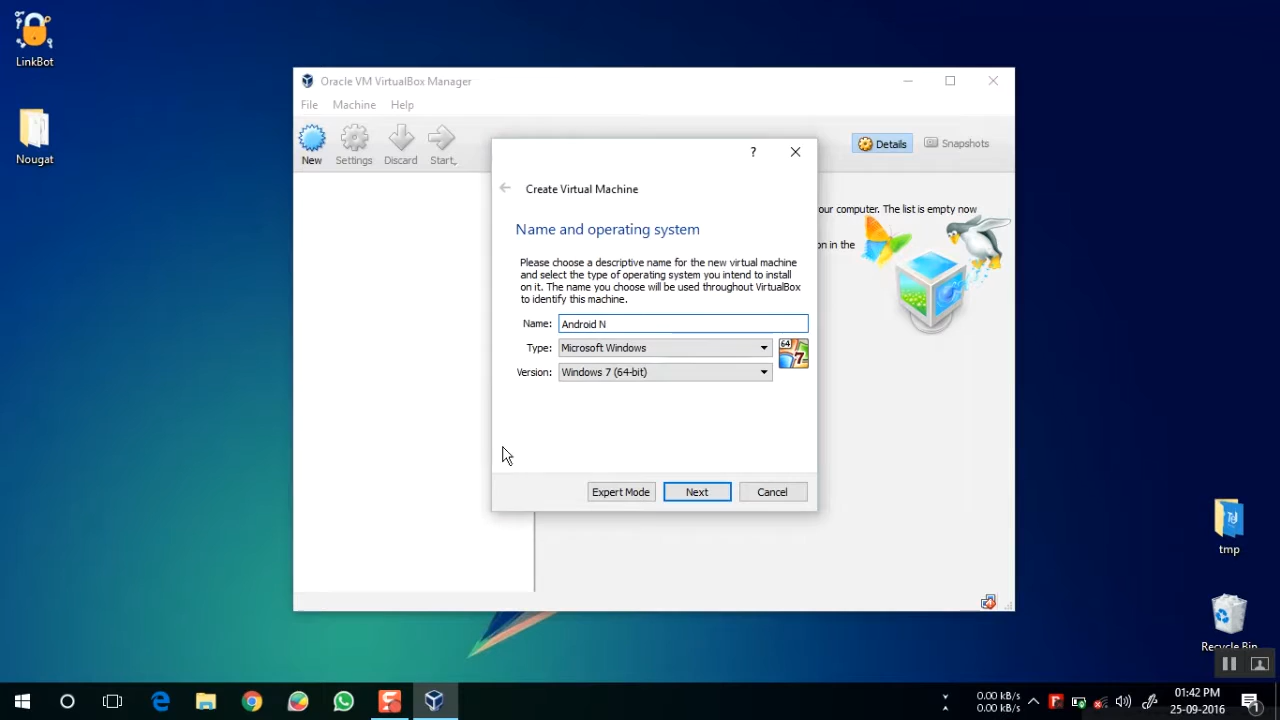 LinkBot
Nougat
Oracle VM VirtualBox Manager
File Machine Help
New Settings Discard Start
Details Snapshots
your computer. The list is empty now
on in the
?
Create Virtual Machine
Name and operating system
Please choose a descriptive name for the new virtual machine
and select the type of operating system you intend to install
on it. The name you choose will be used throughout VirtualBox
to identify this machine.
Name: Android N
Type: Microsoft Windows
64
7
Version: Windows 7 (64-bit)
Expert Mode Next Cancel
tmp
Recycle Bin
0.00 kB/s
0.00 kB/s
01:42 PM
25-09-2016
1